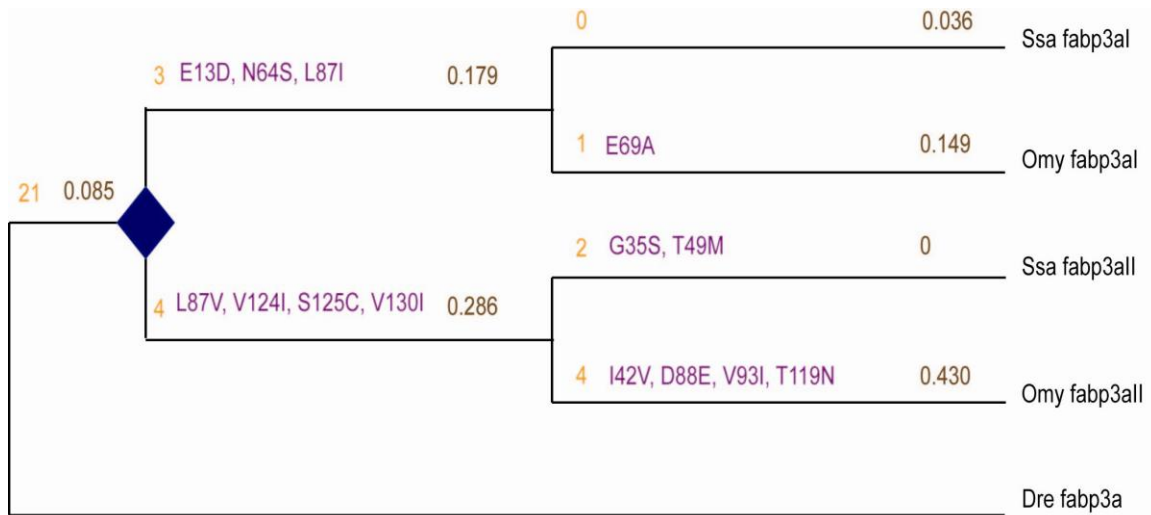 0 0.036
Ssa fabp3aI
3 E13D, N64S, L87I 0.179
1 E69A 0.149
Omy fabp3aI
21 0.085
2 G35S, T49M 0
Ssa fabp3aII
4 L87V, V124I, S125C, V130I 0.286
4 I42V, D88E, V93I, T119N 0.430
Omy fabp3aII
Dre fabp3a